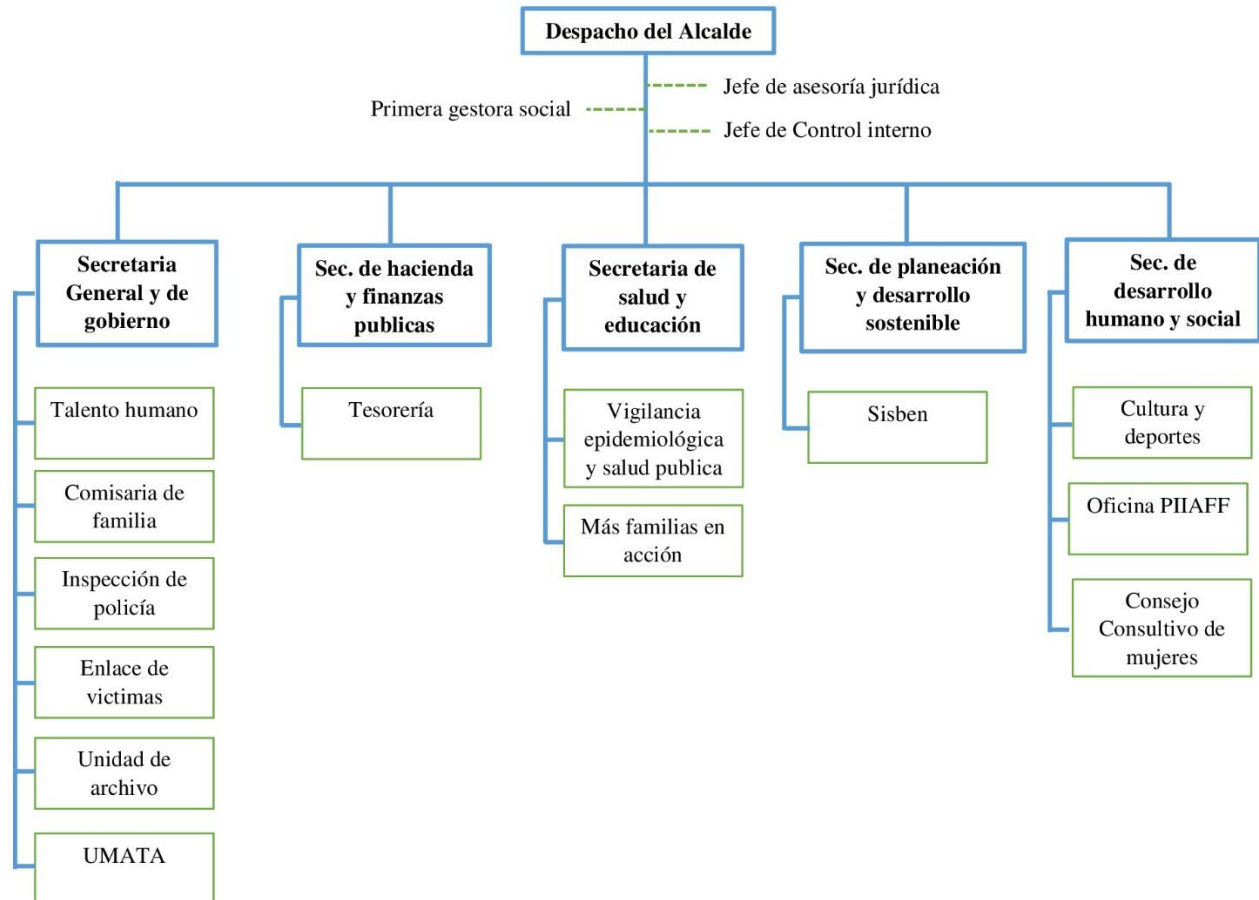 Despacho del Alcalde
Jefe de asesoría jurídica
Primera gestora social
Jefe de Control interno
Secretaria
General y de
gobierno
Sec. de hacienda
y finanzas
publicas
Secretaria de
salud y
educación
Sec. de planeación
y desarrollo
sostenible
Sec. de
desarrollo
humano y social
Talento humano
Comisaria de
familia
Inspección de
policía
Enlace de
victimas
Unidad de
archivo
UMATA
Tesorería
Vigilancia
epidemiológica
y salud publica
Más familias en
acción
Sisben
Cultura y
deportes
Oficina PIIAFF
Consejo
Consultivo de
mujeres